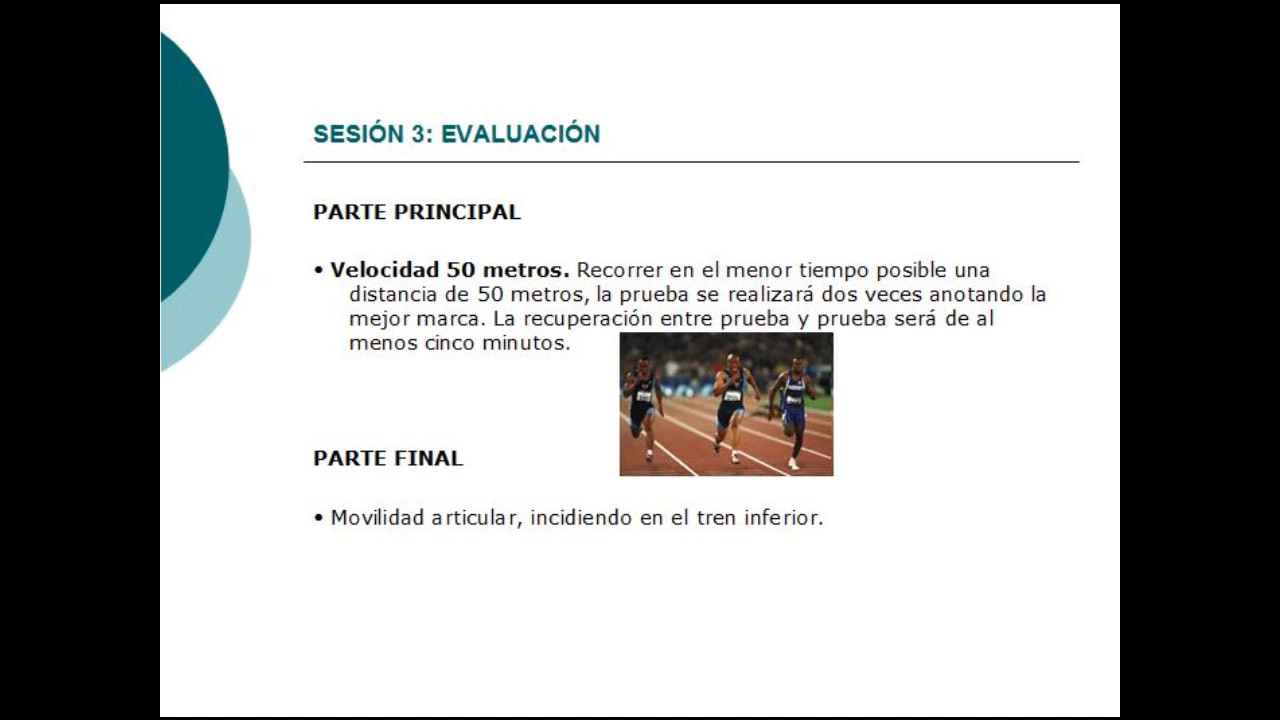 SESIÓN 3: EVALUACIÓN
PARTE PRINCIPAL
• Velocidad 50 metros. Recorrer en el menor tiempo posible una
distancia de 50 metros, la prueba se realizará dos veces anotando la
mejor marca. La recuperación entre prueba y prueba será de al
menos cinco minutos.
PARTE FINAL
• Movilidad articular, incidiendo en el tren inferior.